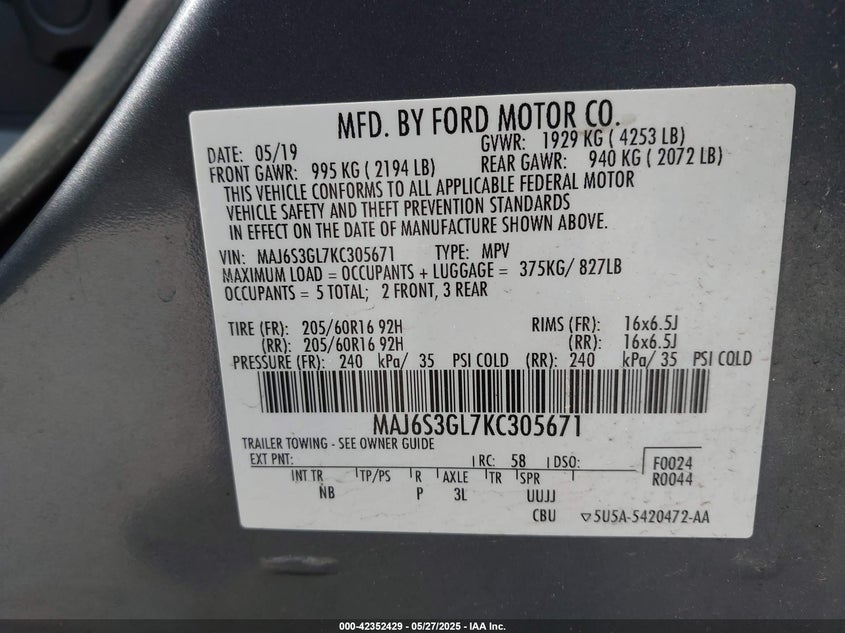 MFD. BY FORD MOTOR CO.
DATE: 05/19 GVWR: 1929 KG ( 4253 LB)
FRONT GAWR: 995 KG ( 2194 LB) REAR GAWR: 940 KG ( 2072 LB)
THIS VEHICLE CONFORMS TO ALL APPLICABLE FEDERAL MOTOR
VEHICLE SAFETY AND THEFT PREVENTION STANDARDS
IN EFFECT ON THE DATE OF MANUFACTURE SHOWN ABOVE.
VIN: MAJ6S3GL7KC305671 TYPE: MPV
MAXIMUM LOAD = OCCUPANTS + LUGGAGE = 375KG/ 827LB
OCCUPANTS = 5 TOTAL; 2 FRONT, 3 REAR
TIRE (FR): 205/60R16 92H RIMS (FR): 16x6.5J
(RR): 205/60R16 92H (RR): 16x6.5J
PRESSURE (FR): 240 kPa/ 35 PSI COLD (RR): 240 kPa/ 35 PSI COLD
MAJ6S3GL7KC305671
TRAILER TOWING - SEE OWNER GUIDE
EXT PNT: RC: 58 DSO: F0024
INT TR TP/PS R AXLE TR SPR R0044
NB P 3L UUJJ
CBU ▽5U5A-5420472-AA
000-42352429 - 05/27/2025 - IAA Inc.